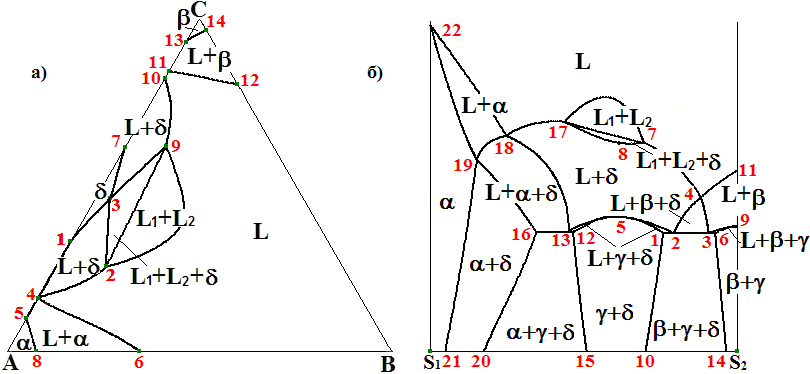 а)
C
β
14
13
L+β
11
10
12
7
L+δ
9
δ
3
L₁+L₂
1
L
L+δ
2
L₁+L₂+δ
4
5
α
L+α
A
8
6
B
б)
22
L
L+α
L₁+L₂
17
7
18
8
L₁+L₂+δ
19
11
L+α+δ
L+δ
4
L+β
α
L+β+δ
9
16
13
12
5
1
2
3
6
L+γ+δ
L+β+γ
α+δ
β+γ
γ+δ
α+γ+δ
β+γ+δ
S₁
21
20
15
10
14
S₂